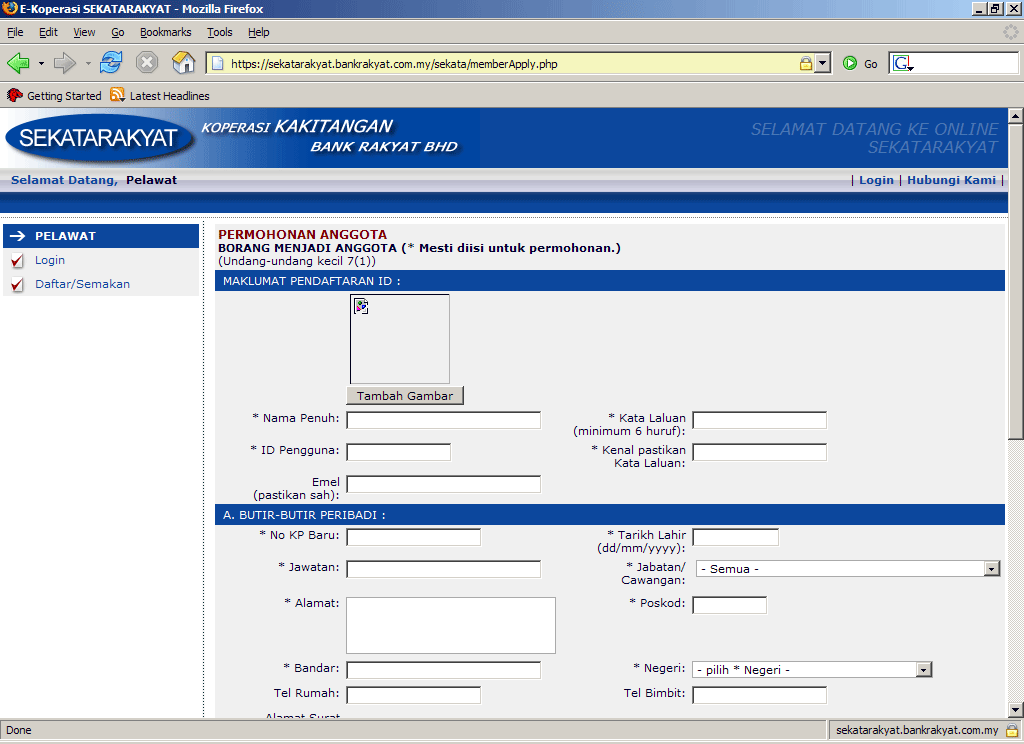 E-Koperasi SEKATARAKYAT - Mozilla Firefox
File Edit View Go Bookmarks Tools Help
https://sekatarakyat.bankrakyat.com.my/sekata/memberApply.php
Go
G
Getting Started Latest Headlines
SEKATARAKYAT
KOPERASI KAKITANGAN
BANK RAKYAT BHD
SELAMAT DATANG KE ONLINE
SEKATARAKYAT
Selamat Datang, Pelawat
| Login | Hubungi Kami |
PELAWAT
Login
Daftar/Semakan
PERMOHONAN ANGGOTA
BORANG MENJADI ANGGOTA (* Mesti diisi untuk permohonan.)
(Undang-undang kecil 7(1))
MAKLUMAT PENDAFTARAN ID :
Tambah Gambar
* Nama Penuh:
* Kata Laluan
(minimum 6 huruf):
* ID Pengguna:
* Kenal pastikan
Kata Laluan:
Emel
(pastikan sah):
A. BUTIR-BUTIR PERIBADI :
* No KP Baru:
* Tarikh Lahir
(dd/mm/yyyy):
* Jawatan:
* Jabatan/
Cawangan:
- Semua -
* Alamat:
* Poskod:
* Bandar:
* Negeri:
- pilih * Negeri -
Tel Rumah:
Tel Bimbit:
Alamat Surat
Done
sekatarakyat.bankrakyat.com.my